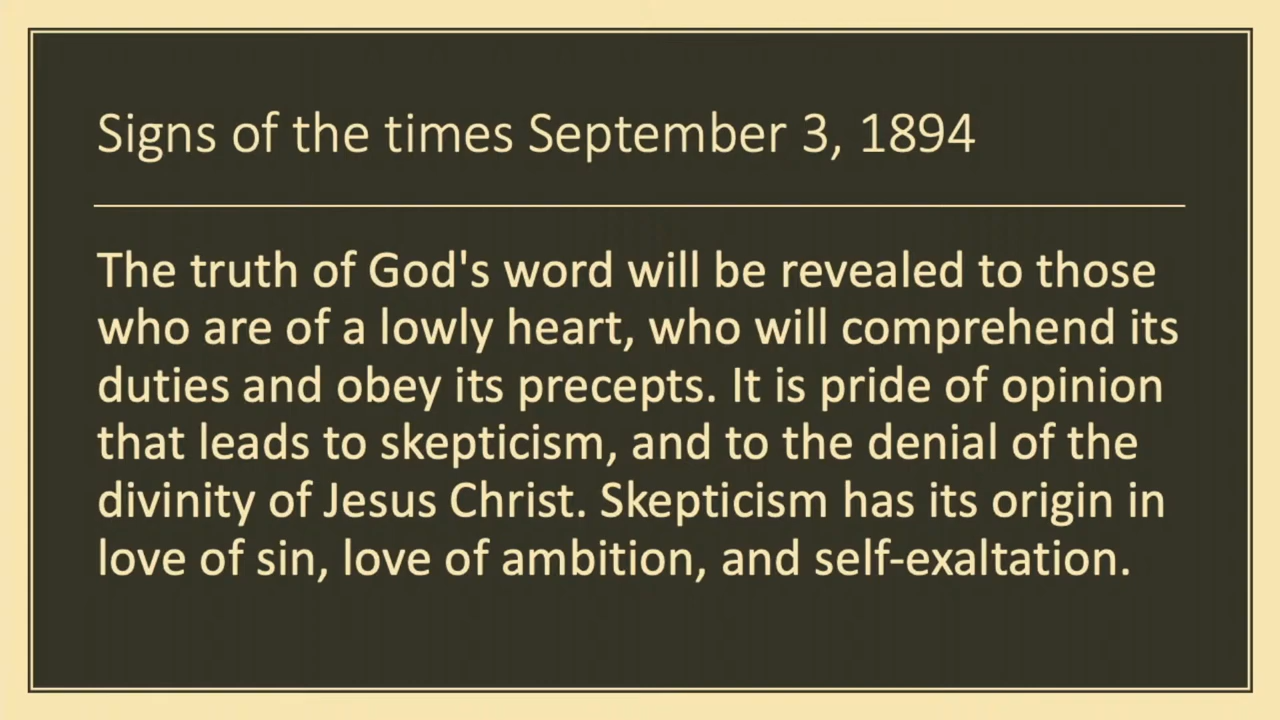 Signs of the times September 3, 1894
The truth of God's word will be revealed to those
who are of a lowly heart, who will comprehend its
duties and obey its precepts. It is pride of opinion
that leads to skepticism, and to the denial of the
divinity of Jesus Christ. Skepticism has its origin in
love of sin, love of ambition, and self-exaltation.